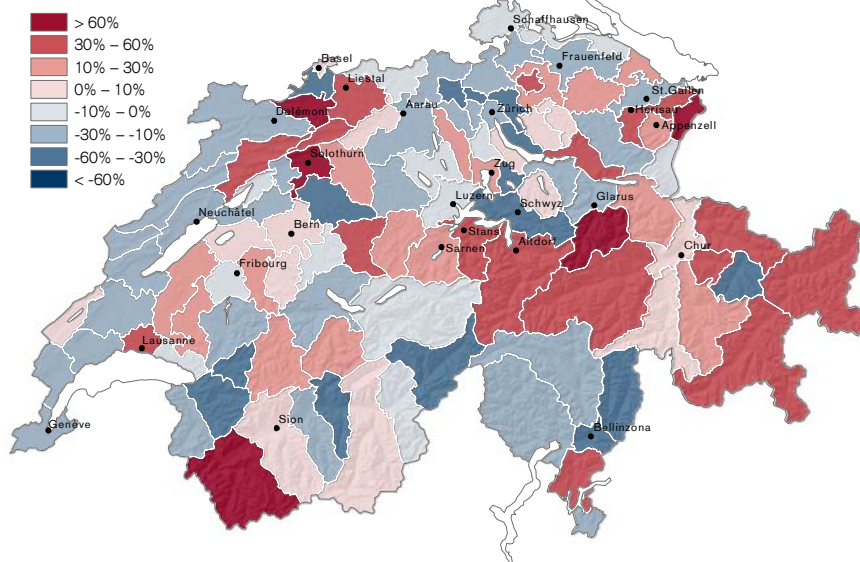 > 60%
30% – 60%
10% – 30%
0% – 10%
-10% – 0%
-30% – -10%
-60% – -30%
< -60%
Schaffhausen
Basel
Frauenfeld
Liestal
St.Gallen
Aarau
Zürich
Herisau
Dalémont
Appenzell
Solothurn
Zug
Luzern
Glarus
Schwyz
Neuchâtel
Bern
Stans
Sarnen
Altdorf
Chur
Fribourg
Lausanne
Sion
Genève
Bellinzona